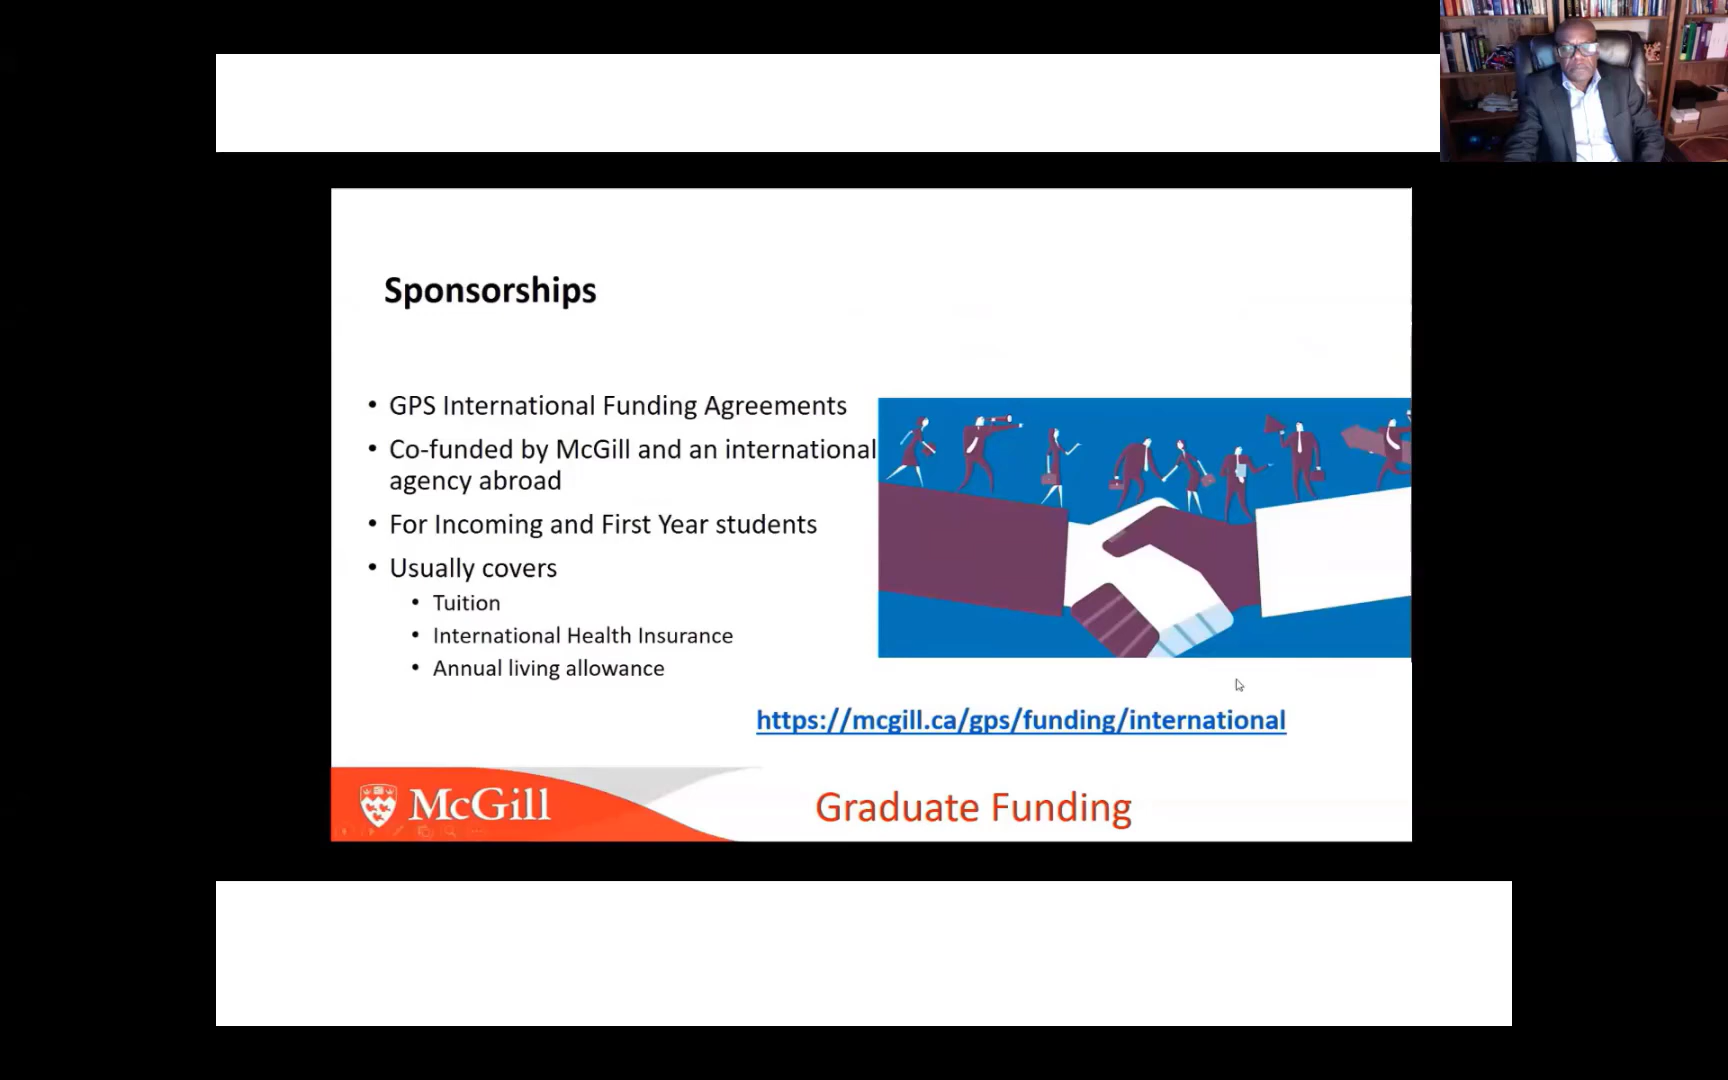 Sponsorships
• GPS International Funding Agreements
• Co-funded by McGill and an international
agency abroad
• For Incoming and First Year students
• Usually covers
• Tuition
• International Health Insurance
• Annual living allowance
https://mcgill.ca/gps/funding/international
McGill
Graduate Funding